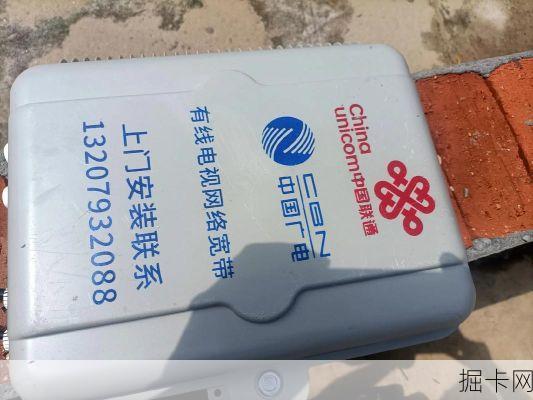 China
unicom中国联通
CBN
中国广电
有线电视网络宽带
上门安装联系
13207932088
掘卡网